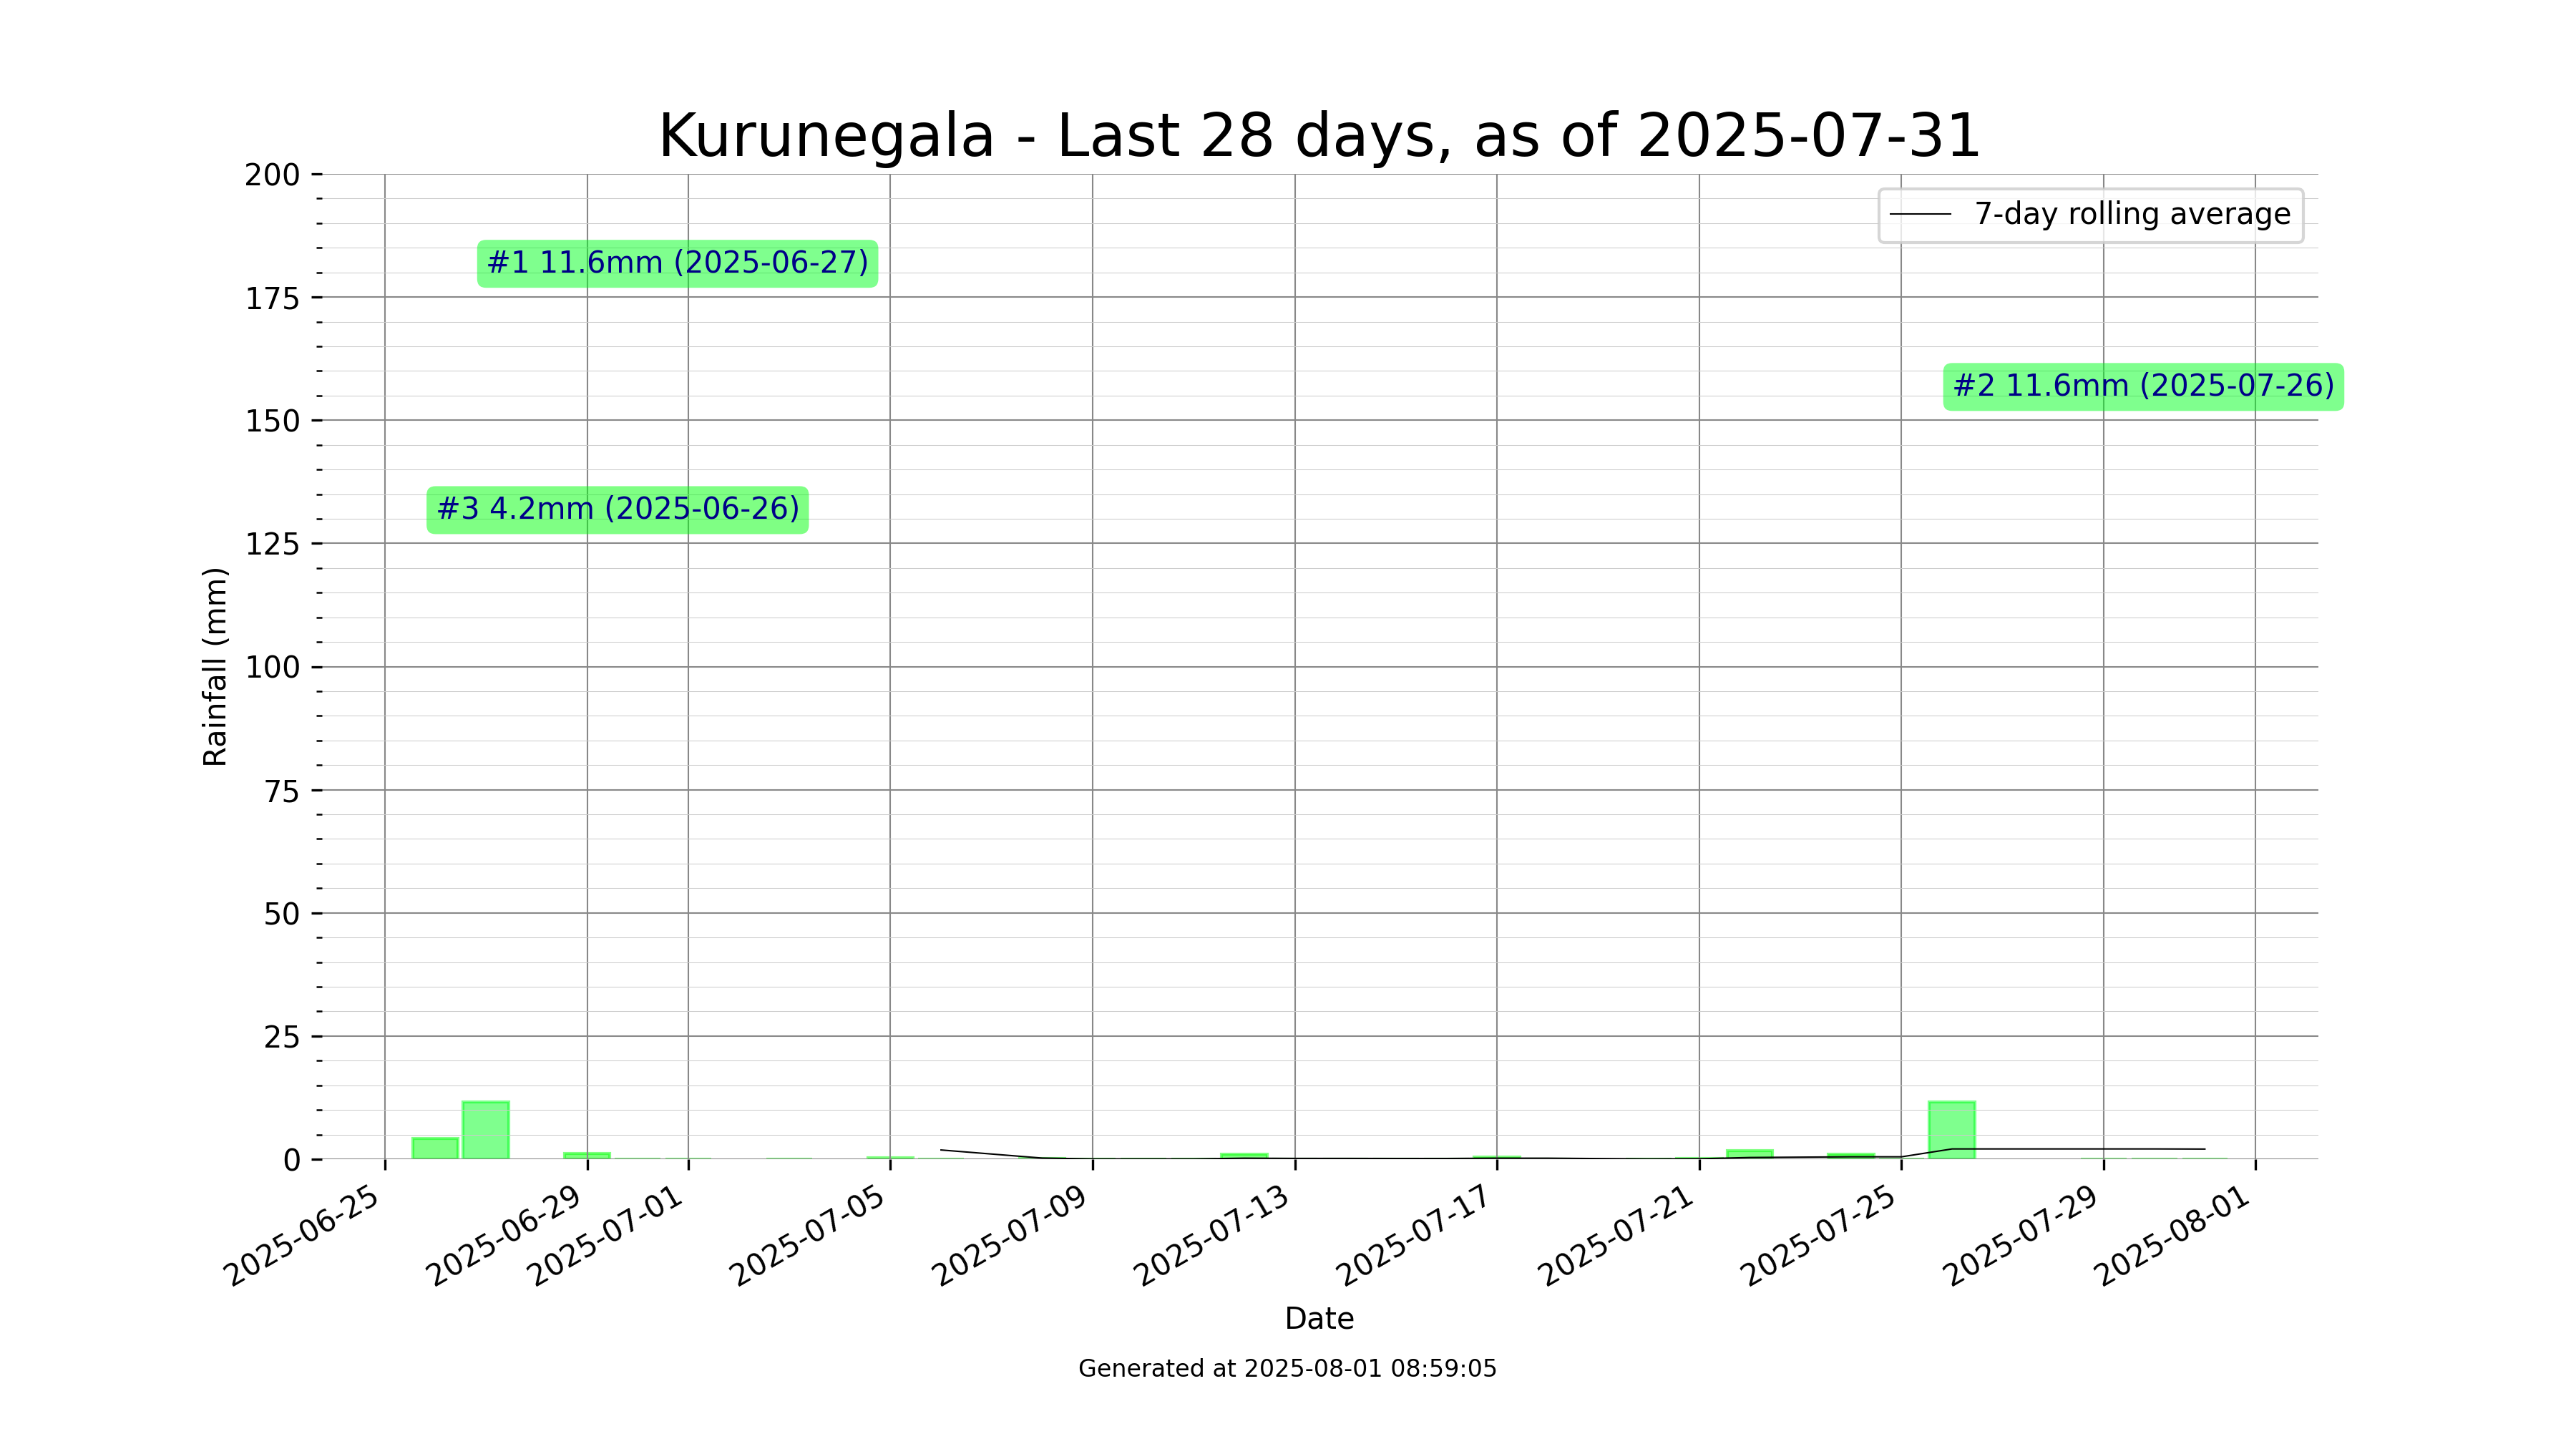 Kurunegala - Last 28 days, as of 2025-07-31
200
175
150
125
100
75
50
25
0
Rainfall (mm)
7-day rolling average
#1 11.6mm (2025-06-27)
#2 11.6mm (2025-07-26)
#3 4.2mm (2025-06-26)
2025-06-25
2025-06-29
2025-07-01
2025-07-05
2025-07-09
2025-07-13
2025-07-17
2025-07-21
2025-07-25
2025-07-29
2025-08-01
Date
Generated at 2025-08-01 08:59:05